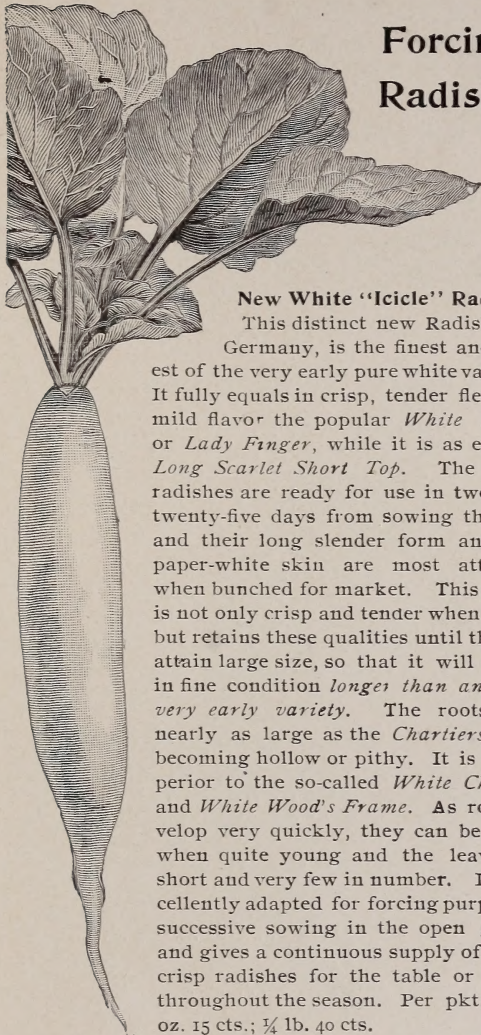 Forcin
Radis
New White “Icicle” Rad
This distinct new Radis
Germany, is the finest an
est of the very early pure white va
It fully equals in crisp, tender fle
mild flavor the popular White
or Lady Finger, while it is as e
Long Scarlet Short Top. The
radishes are ready for use in twe
twenty-five days from sowing th
and their long slender form an
paper-white skin are most att
when bunched for market. This
is not only crisp and tender when
but retains these qualities until th
attain large size, so that it will
in fine condition longer than an
very early variety. The roots
nearly as large as the Chartiers
becoming hollow or pithy. It is
perior to the so-called White Ch
and White Wood's Frame. As ro
velop very quickly, they can be
when quite young and the leav
short and very few in number. I
cellently adapted for forcing purp
successive sowing in the open
and gives a continuous supply of
crisp radishes for the table or
throughout the season. Per pkt
oz. 15 cts.; ¼ lb. 40 cts.